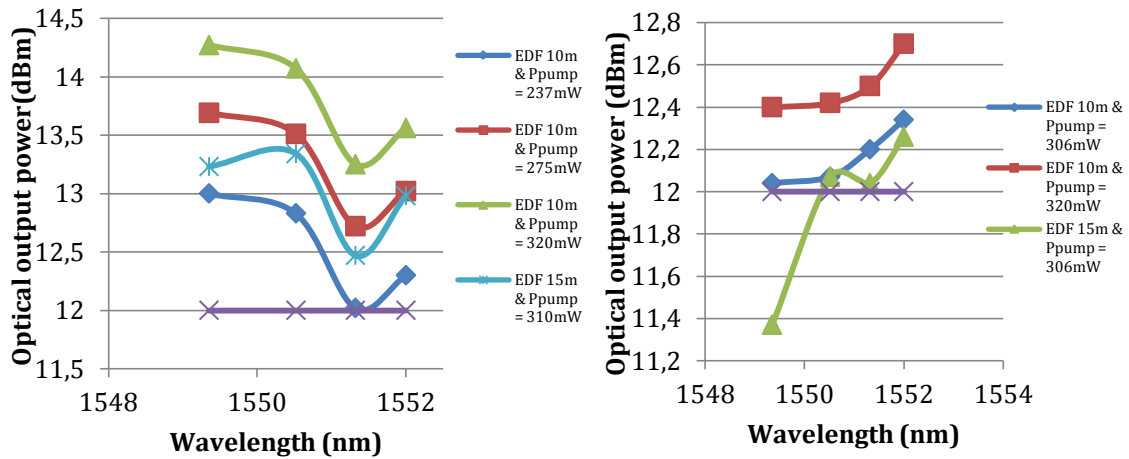 14,5
14
13,5
13
12,5
12
11,5
1548
1550
1552
Optical output power(dBm)
Wavelength (nm)
EDF 10m
& Ppump
= 237mW
EDF 10m
& Ppump
= 275mW
EDF 10m
& Ppump
= 320mW
EDF 15m
& Ppump
= 310mW
12,8
12,6
12,4
12,2
12
11,8
11,6
11,4
11,2
1548
1550
1552
1554
Optical output power (dBm)
Wavelength (nm)
EDF 10m &
Ppump =
306mW
EDF 10m &
Ppump =
320mW
EDF 15m &
Ppump =
306mW